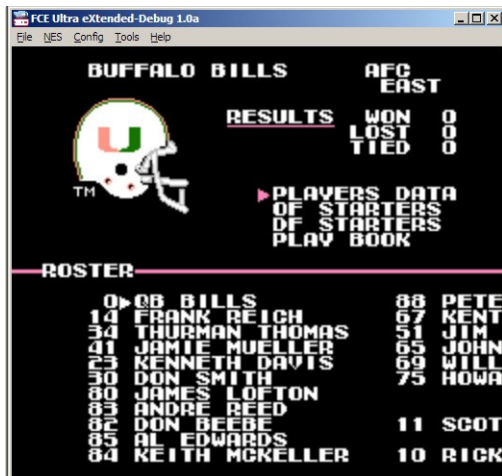 FCE Ultra eXtended-Debug 1.0a
File NES Config Tools Help
BUFFALO BILLS AFC
EAST
RESULTS WON 0
LOST 0
TIED 0
U
TM
PLAYERS DATA
OF STARTERS
DF STARTERS
PLAY BOOK
ROSTER
0 QB BILLS 88 PETE
14 FRANK REICH 67 KENT
34 THURMAN THOMAS 51 JIM
41 JAMIE MUELLER 65 JOHN
23 KENNETH DAVIS 69 WILL
30 DON SMITH 75 HOWA
80 JAMES LOFTON
83 ANDRE REED
82 DON BEEBE 11 SCOT
85 AL EDWARDS
84 KEITH MCKELLER 10 RICK